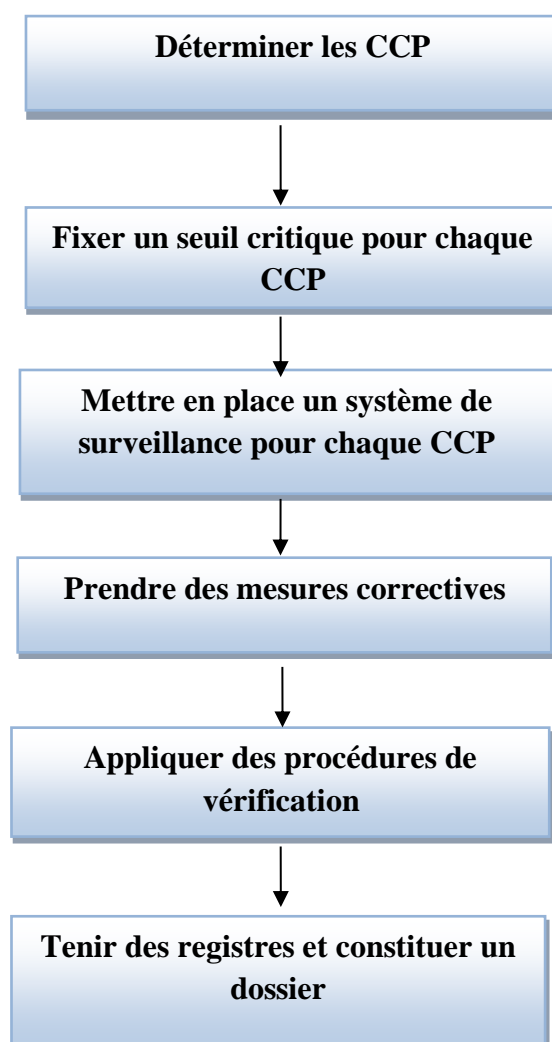 Déterminer les CCP
Fixer un seuil critique pour chaque
CCP
Mettre en place un système de
surveillance pour chaque CCP
Prendre des mesures correctives
Appliquer des procédures de
vérification
Tenir des registres et constituer un
dossier